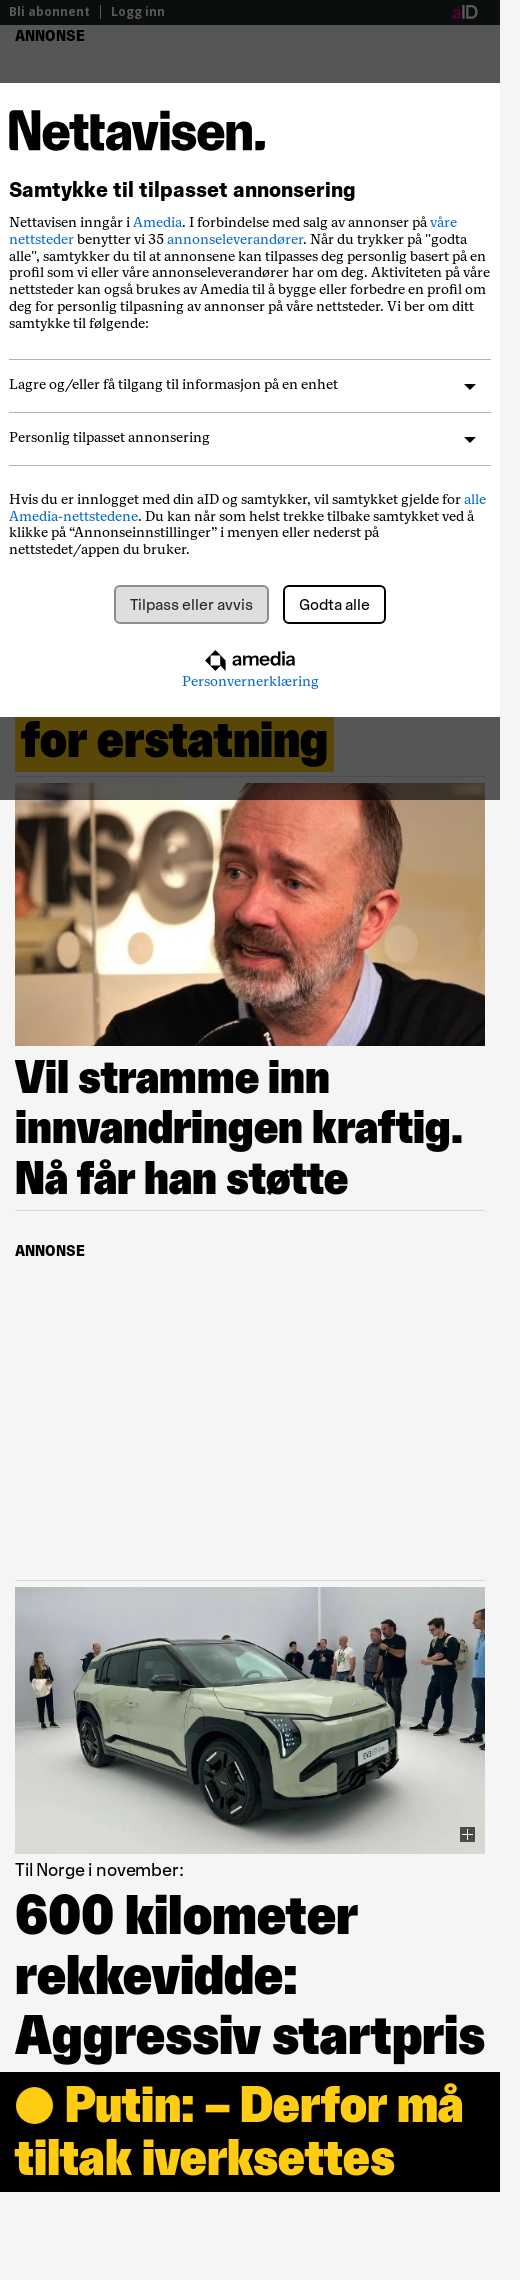 Bli abonnent
Logg inn
aID
ANNONSE
Nettavisen.
Samtykke til tilpasset annonsering
Nettavisen inngår i Amedia. I forbindelse med salg av annonser på våre
nettsteder benytter vi 35 annonseleverandører. Når du trykker på "godta
alle", samtykker du til at annonsene kan tilpasses deg personlig basert på en
profil som vi eller våre annonseleverandører har om deg. Aktiviteten på våre
nettsteder kan også brukes av Amedia til å bygge eller forbedre en profil om
deg for personlig tilpasning av annonser på våre nettsteder. Vi ber om ditt
samtykke til følgende:
Lagre og/eller få tilgang til informasjon på en enhet
Personlig tilpasset annonsering
Hvis du er innlogget med din aID og samtykker, vil samtykket gjelde for alle
Amedia-nettstedene. Du kan når som helst trekke tilbake samtykket ved å
klikke på “Annonseinnstillinger” i menyen eller nederst på
nettstedet/appen du bruker.
Tilpass eller avvis
Godta alle
amedia
Personvernerklæring
for erstatning
Vil stramme inn
innvandringen kraftig.
Nå får han støtte
ANNONSE
Til Norge i november:
600 kilometer
rekkevidde:
Aggressiv startpris
Putin: – Derfor må
tiltak iverksettes